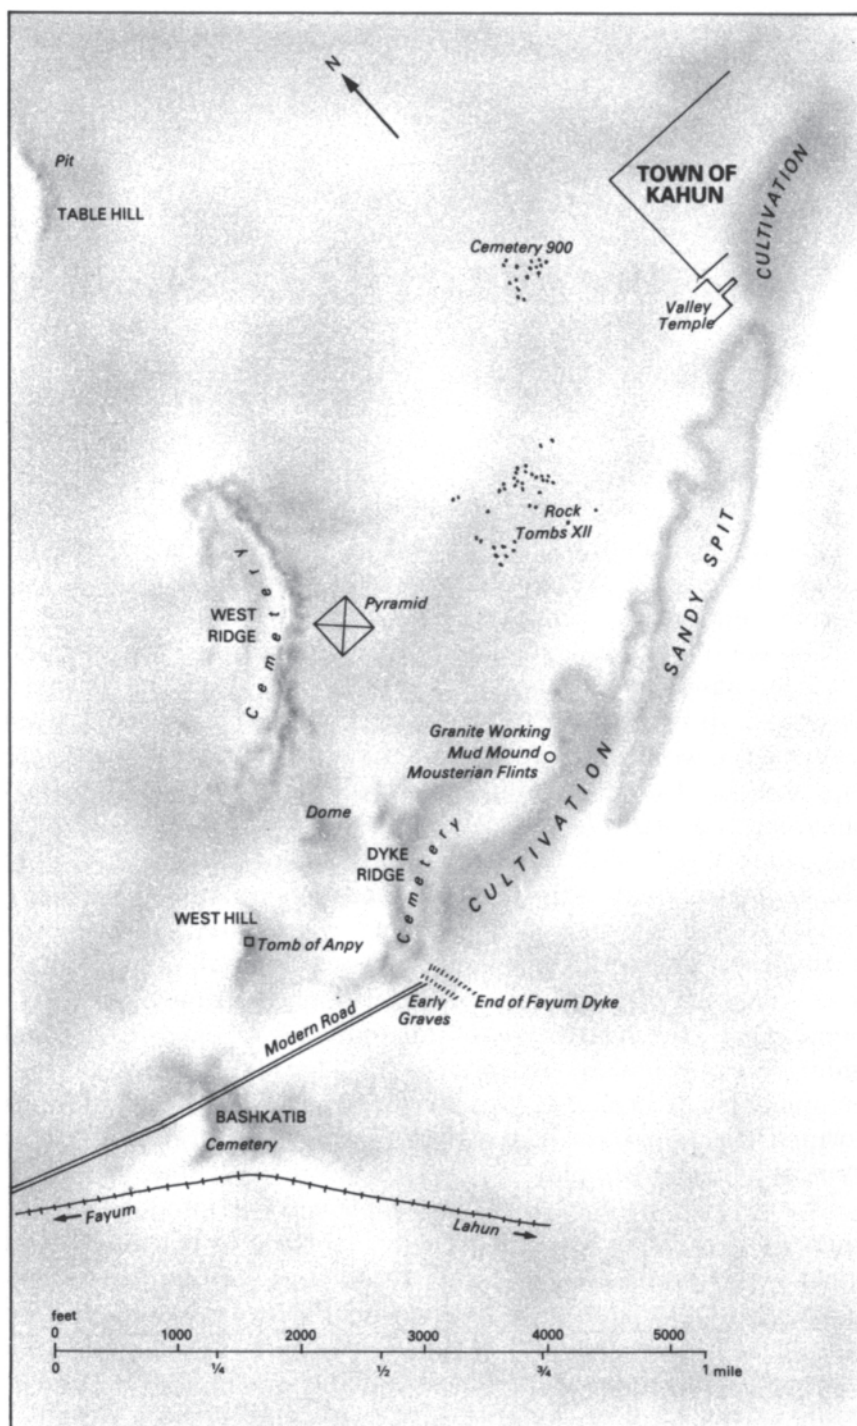 N
Pit
TABLE HILL
TOWN OF
KAHUN
CULTIVATION
Cemetery 900
Valley
Temple
Rock
Tombs XII
SANDY SPIT
WEST
RIDGE
Cemetery
Pyramid
Granite Working
Mud Mound
Mousterian Flints
CULTIVATION
Dome
DYKE
RIDGE
Cemetery
WEST HILL
Tomb of Anpy
Early
Graves
End of Fayum Dyke
Modern Road
BASHKATIB
Cemetery
Fayum
Lahun
feet
0 1000 2000 3000 4000 5000
0 ¼ ½ ¾ 1 mile